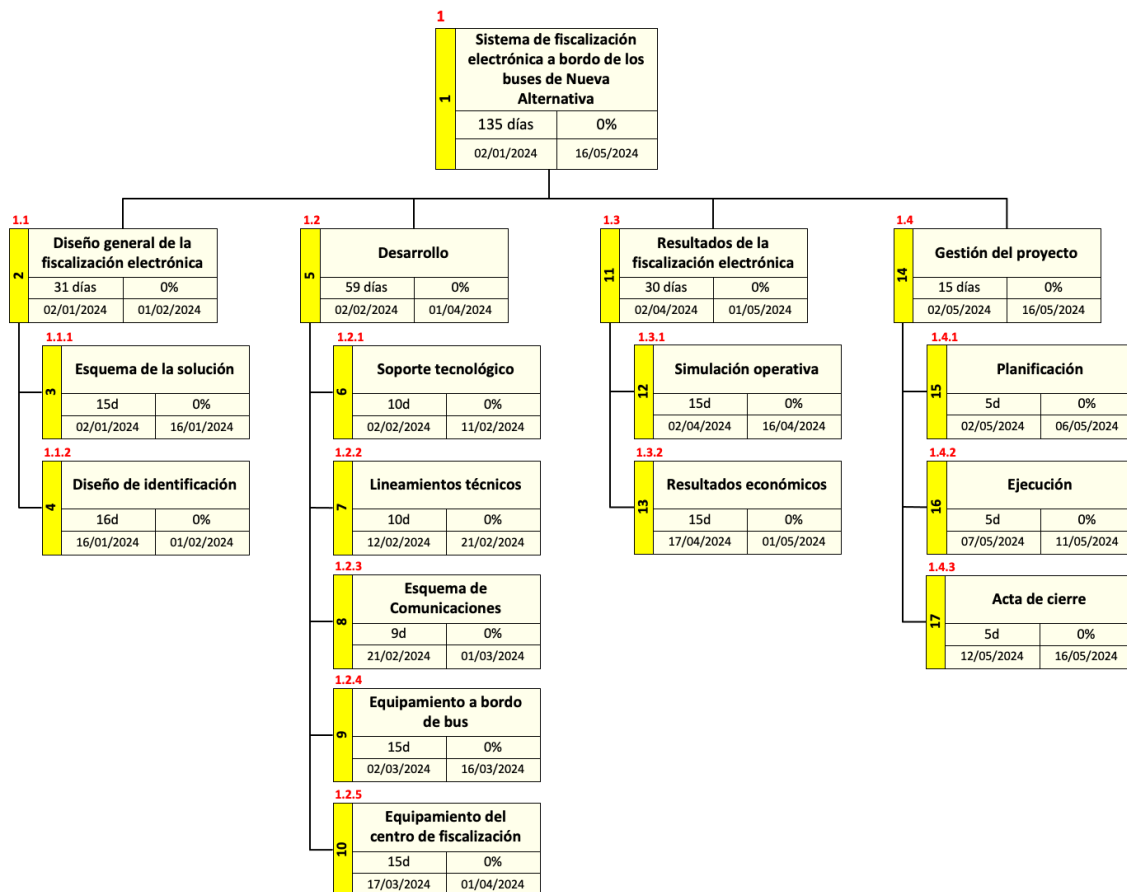 1
1
Sistema de fiscalización
electrónica a bordo de los
buses de Nueva
Alternativa
135 días 0%
02/01/2024 16/05/2024
1.1
2
Diseño general de la
fiscalización electrónica
31 días 0%
02/01/2024 01/02/2024
1.1.1
3
Esquema de la solución
15d 0%
02/01/2024 16/01/2024
1.1.2
4
Diseño de identificación
16d 0%
16/01/2024 01/02/2024
1.2
5
Desarrollo
59 días 0%
02/02/2024 01/04/2024
1.2.1
6
Soporte tecnológico
10d 0%
02/02/2024 11/02/2024
1.2.2
7
Lineamientos técnicos
10d 0%
12/02/2024 21/02/2024
1.2.3
8
Esquema de
Comunicaciones
9d 0%
21/02/2024 01/03/2024
1.2.4
9
Equipamiento a bordo
de bus
15d 0%
02/03/2024 16/03/2024
1.2.5
10
Equipamiento del
centro de fiscalización
15d 0%
17/03/2024 01/04/2024
1.3
11
Resultados de la
fiscalización electrónica
30 días 0%
02/04/2024 01/05/2024
1.3.1
12
Simulación operativa
15d 0%
02/04/2024 16/04/2024
1.3.2
13
Resultados económicos
15d 0%
17/04/2024 01/05/2024
1.4
14
Gestión del proyecto
15 días 0%
02/05/2024 16/05/2024
1.4.1
15
Planificación
5d 0%
02/05/2024 06/05/2024
1.4.2
16
Ejecución
5d 0%
07/05/2024 11/05/2024
1.4.3
17
Acta de cierre
5d 0%
12/05/2024 16/05/2024